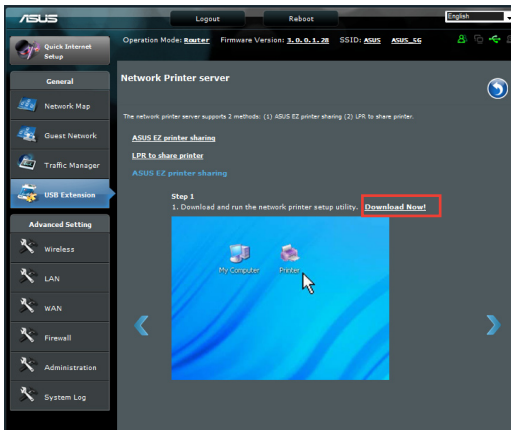 ASUS
Logout
Reboot
English
Quick Internet
Setup
Operation Mode: Router Firmware Version: 3.0.0.1.28 SSID: ASUS ASUS_5G
General
Network Map
Guest Network
Traffic Manager
USB Extension
Advanced Setting
Wireless
LAN
WAN
Firewall
Administration
System Log
Network Printer server
The network printer server supports 2 methods: (1) ASUS EZ printer sharing (2) LPR to share printer.
ASUS EZ printer sharing
LPR to share printer
ASUS EZ printer sharing
Step 1
1. Download and run the network printer setup utility. Download Now!
My Computer
Printer